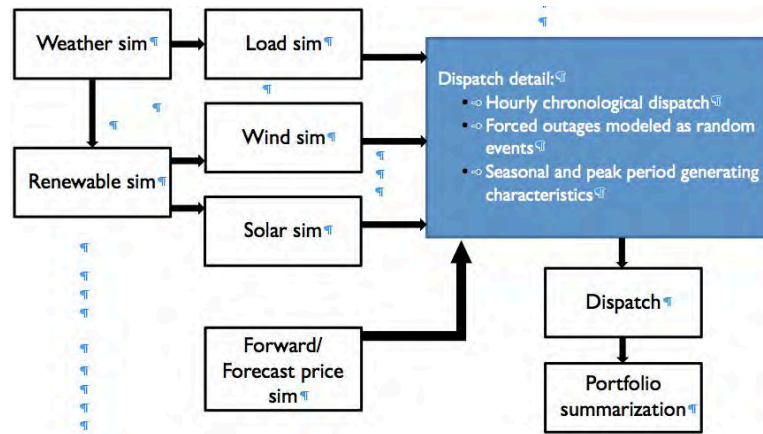 Weather sim¶
Load sim¶
Wind sim¶
Renewable sim¶
Solar sim¶
Forward/
Forecast price
sim¶
Dispatch detail:¶
• Hourly chronological dispatch¶
• Forced outages modeled as random
events¶
• Seasonal and peak period generating
characteristics¶
Dispatch¶
Portfolio
summarization¶